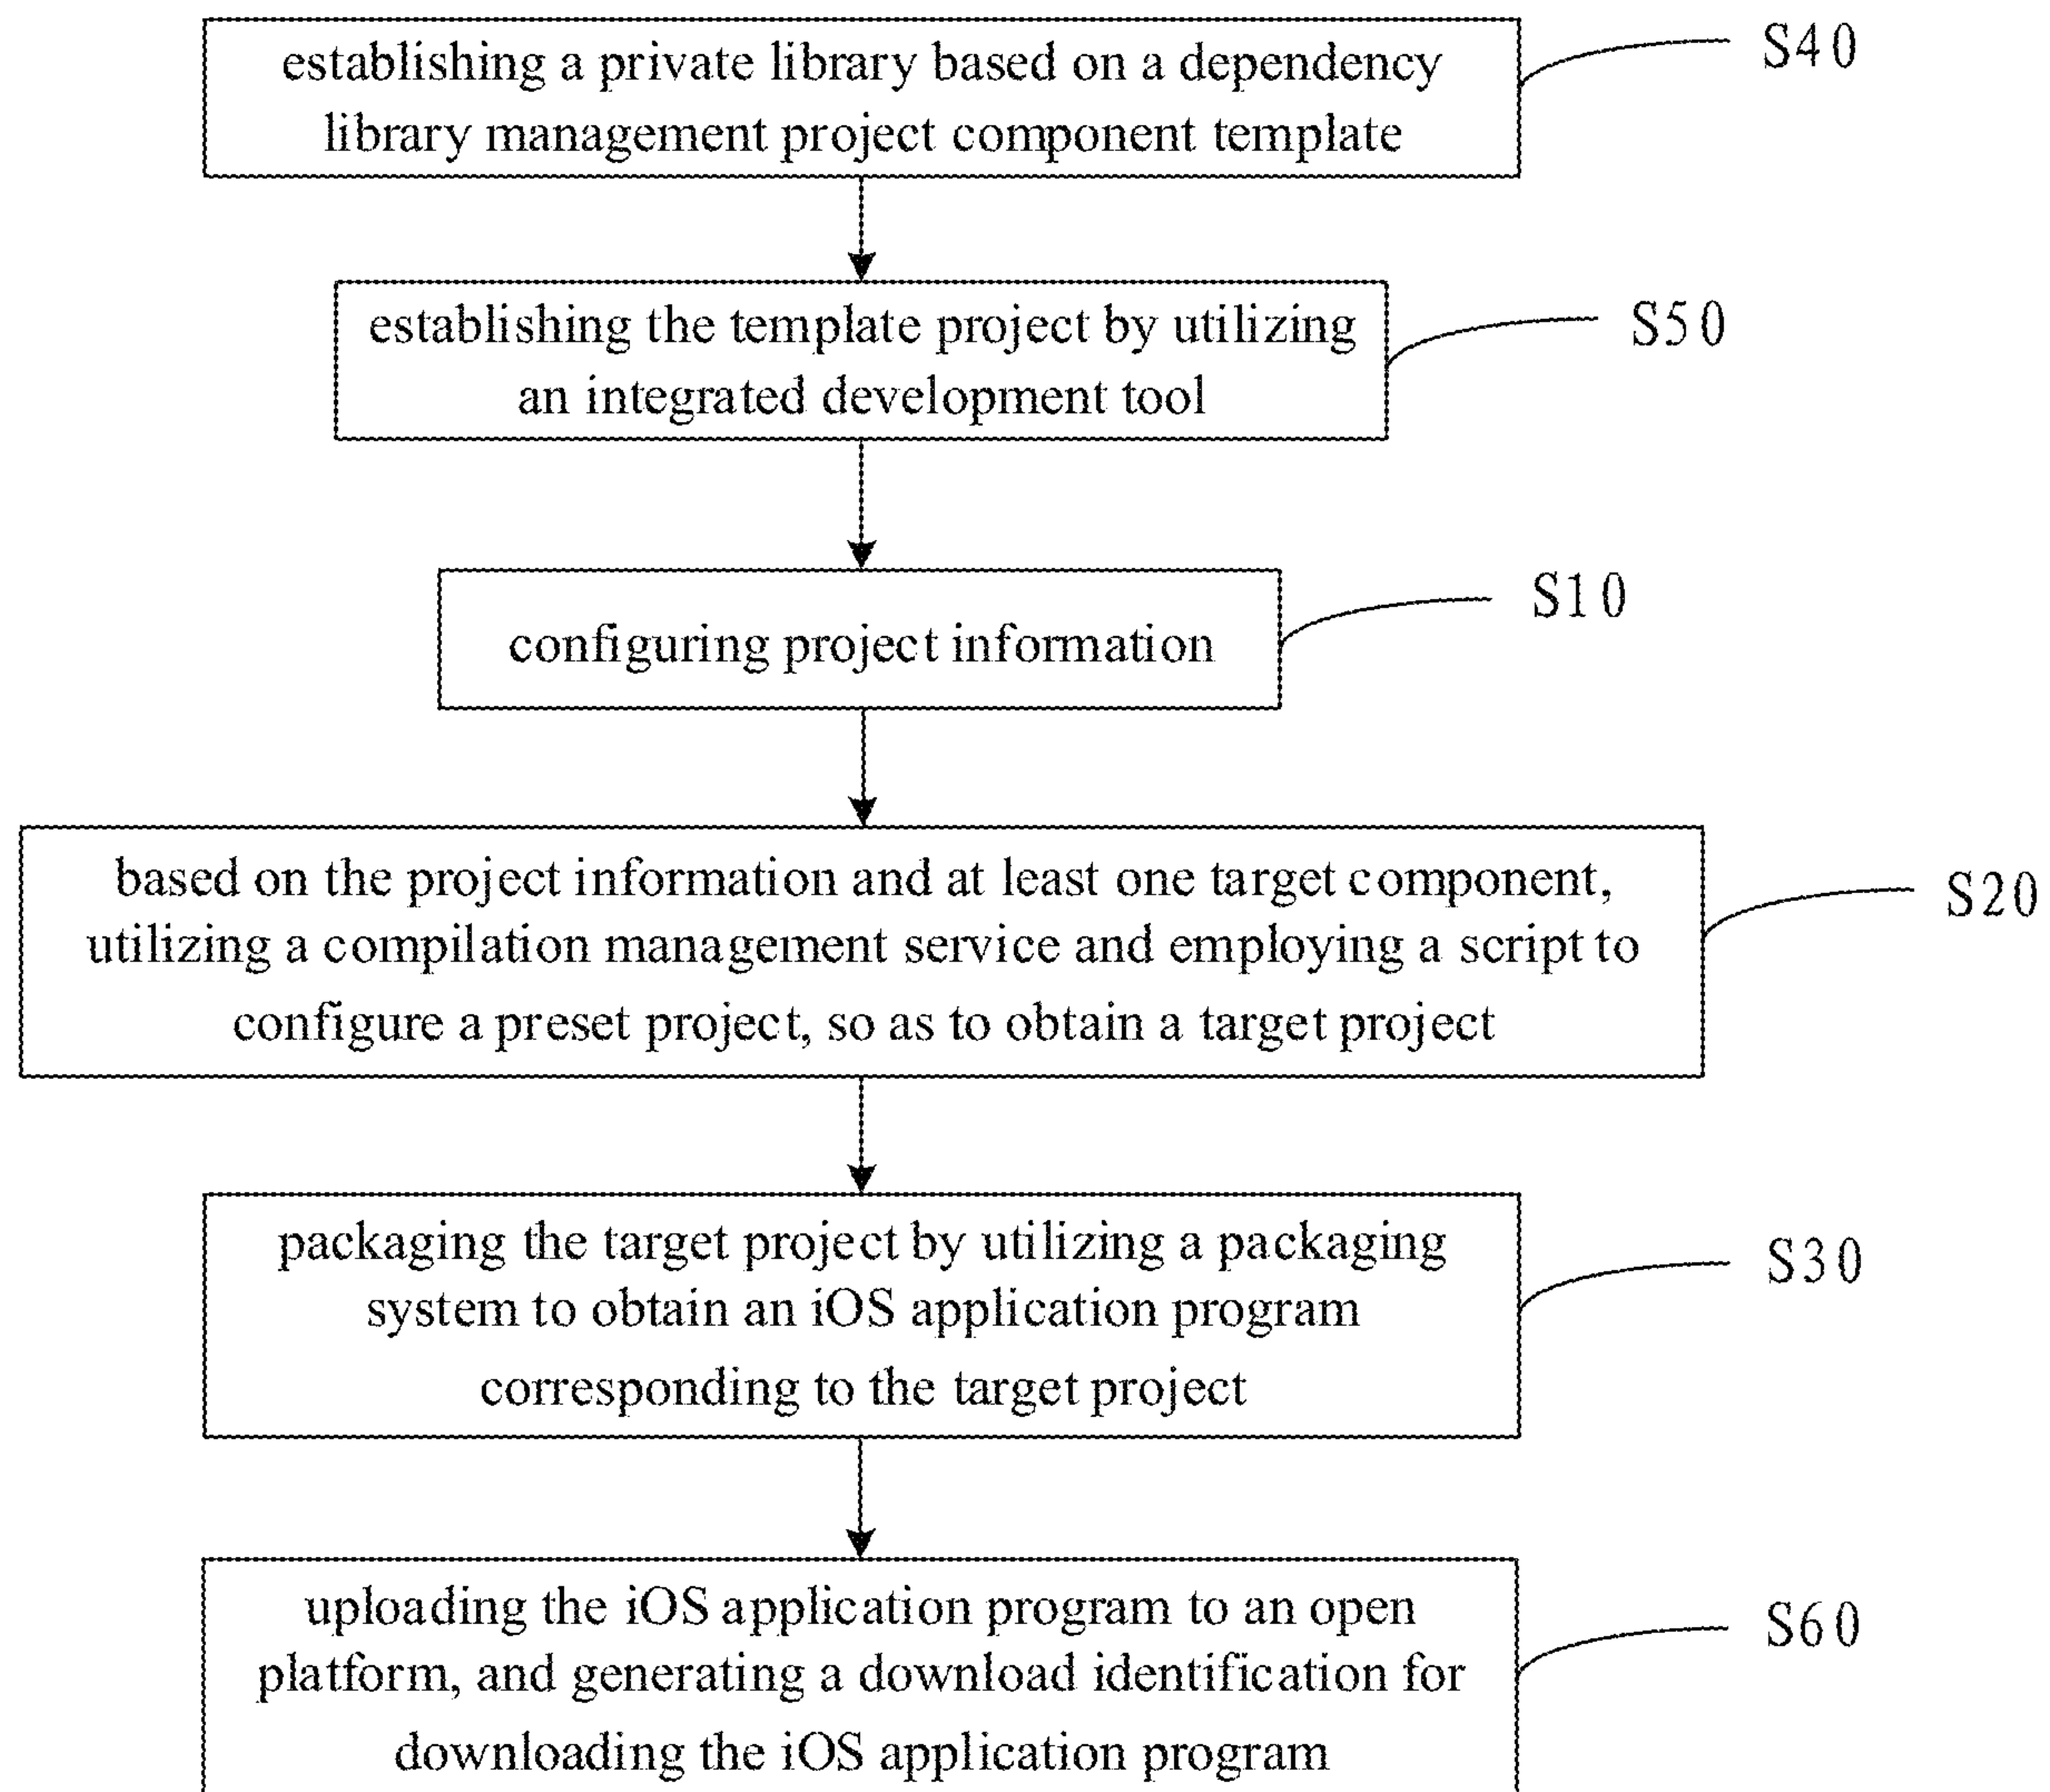 establishing a private library based on a dependency
library management project component template
S40
establishing the template project by utilizing
an integrated development tool
S50
configuring project information
S10
based on the project information and at least one target component,
utilizing a compilation management service and employing a script to
configure a preset project, so as to obtain a target project
S20
packaging the target project by utilizing a packaging
system to obtain an iOS application program
corresponding to the target project
S30
uploading the iOS application program to an open
platform, and generating a download identification for
downloading the iOS application program
S60